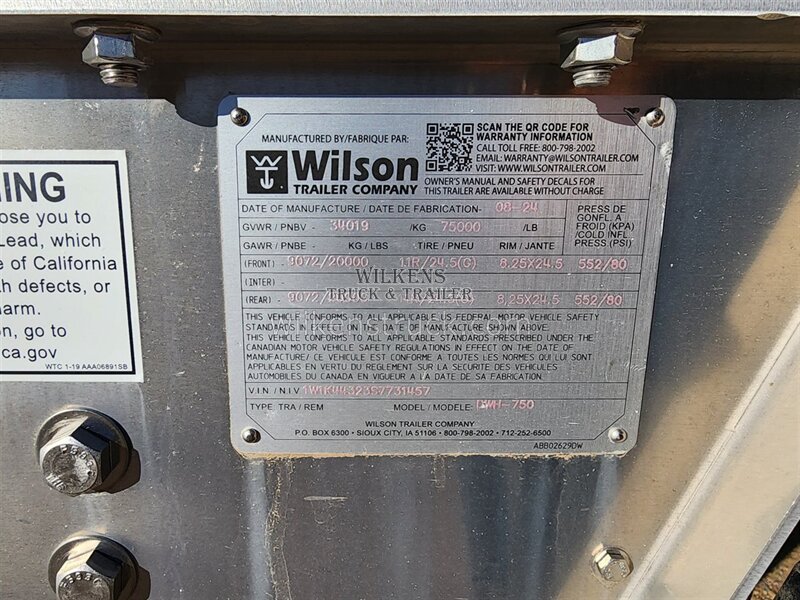 NING
ose you to
Lead, which
e of California
h defects, or
arm.
on, go to
ca.gov
WTC 1-19 AAA06891SB
MANUFACTURED BY/FABRIQUE PAR:
Wilson
TRAILER COMPANY
SCAN THE QR CODE FOR
WARRANTY INFORMATION
CALL TOLL FREE: 800-798-2002
EMAIL: WARRANTY@WILSONTRAILER.COM
VISIT: WWW.WILSONTRAILER.COM
OWNER'S MANUAL AND SAFETY DECALS FOR
THIS TRAILER ARE AVAILABLE WITHOUT CHARGE
DATE OF MANUFACTURE / DATE DE FABRICATION- 08-24
GVWR / PNBV - 34019 /KG 75000 /LB
PRESS DE
GONFL. A
FROID (KPA)
/COLD INFL.
PRESS (PSI)
GAWR / PNBE - KG / LBS TIRE / PNEU RIM / JANTE
(FRONT) - 9072/20000 11R/24.5(G) 8.25X24.5 552/80
(INTER) -
(REAR) - 9072/ 8.25X24.5 552/80
WILKENS
TRUCK & TRAILER
THIS VEHICLE CONFORMS TO ALL APPLICABLE US FEDERAL MOTOR VEHICLE SAFETY
STANDARDS IN EFFECT ON THE DATE OF MANUFACTURE SHOWN ABOVE.
THIS VEHICLE CONFORMS TO ALL APPLICABLE STANDARDS PRESCRIBED UNDER THE
CANADIAN MOTOR VEHICLE SAFETY REGULATIONS IN EFFECT ON THE DATE OF
MANUFACTURE/ CE VEHICULE EST CONFORME A TOUTES LES NORMES QUI LUI SONT
APPLICABLES EN VERTU DU REGLEMENT SUR LA SECURITE DES VEHICULES
AUTOMOBILES DU CANADA EN VIGUEUR A LA DATE DE SA FABRICATION.
V.I.N / N.I.V 1W1K44323S7731457
TYPE: TRA / REM MODEL / MODELE: DWH-750
WILSON TRAILER COMPANY
P.O. BOX 6300 • SIOUX CITY, IA 51106 • 800-798-2002 • 712-252-6500
ABB02629DW